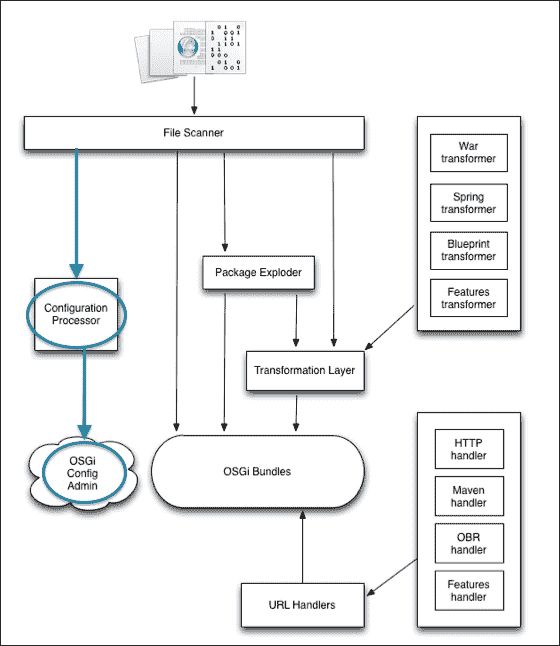 File Scanner
War
transformer
Spring
transformer
Blueprint
transformer
Features
transformer
Package Exploder
Configuration
Processor
Transformation Layer
OSGi
Config
Admin
OSGi Bundles
HTTP
handler
Maven
handler
OBR
handler
Features
handler
URL Handlers